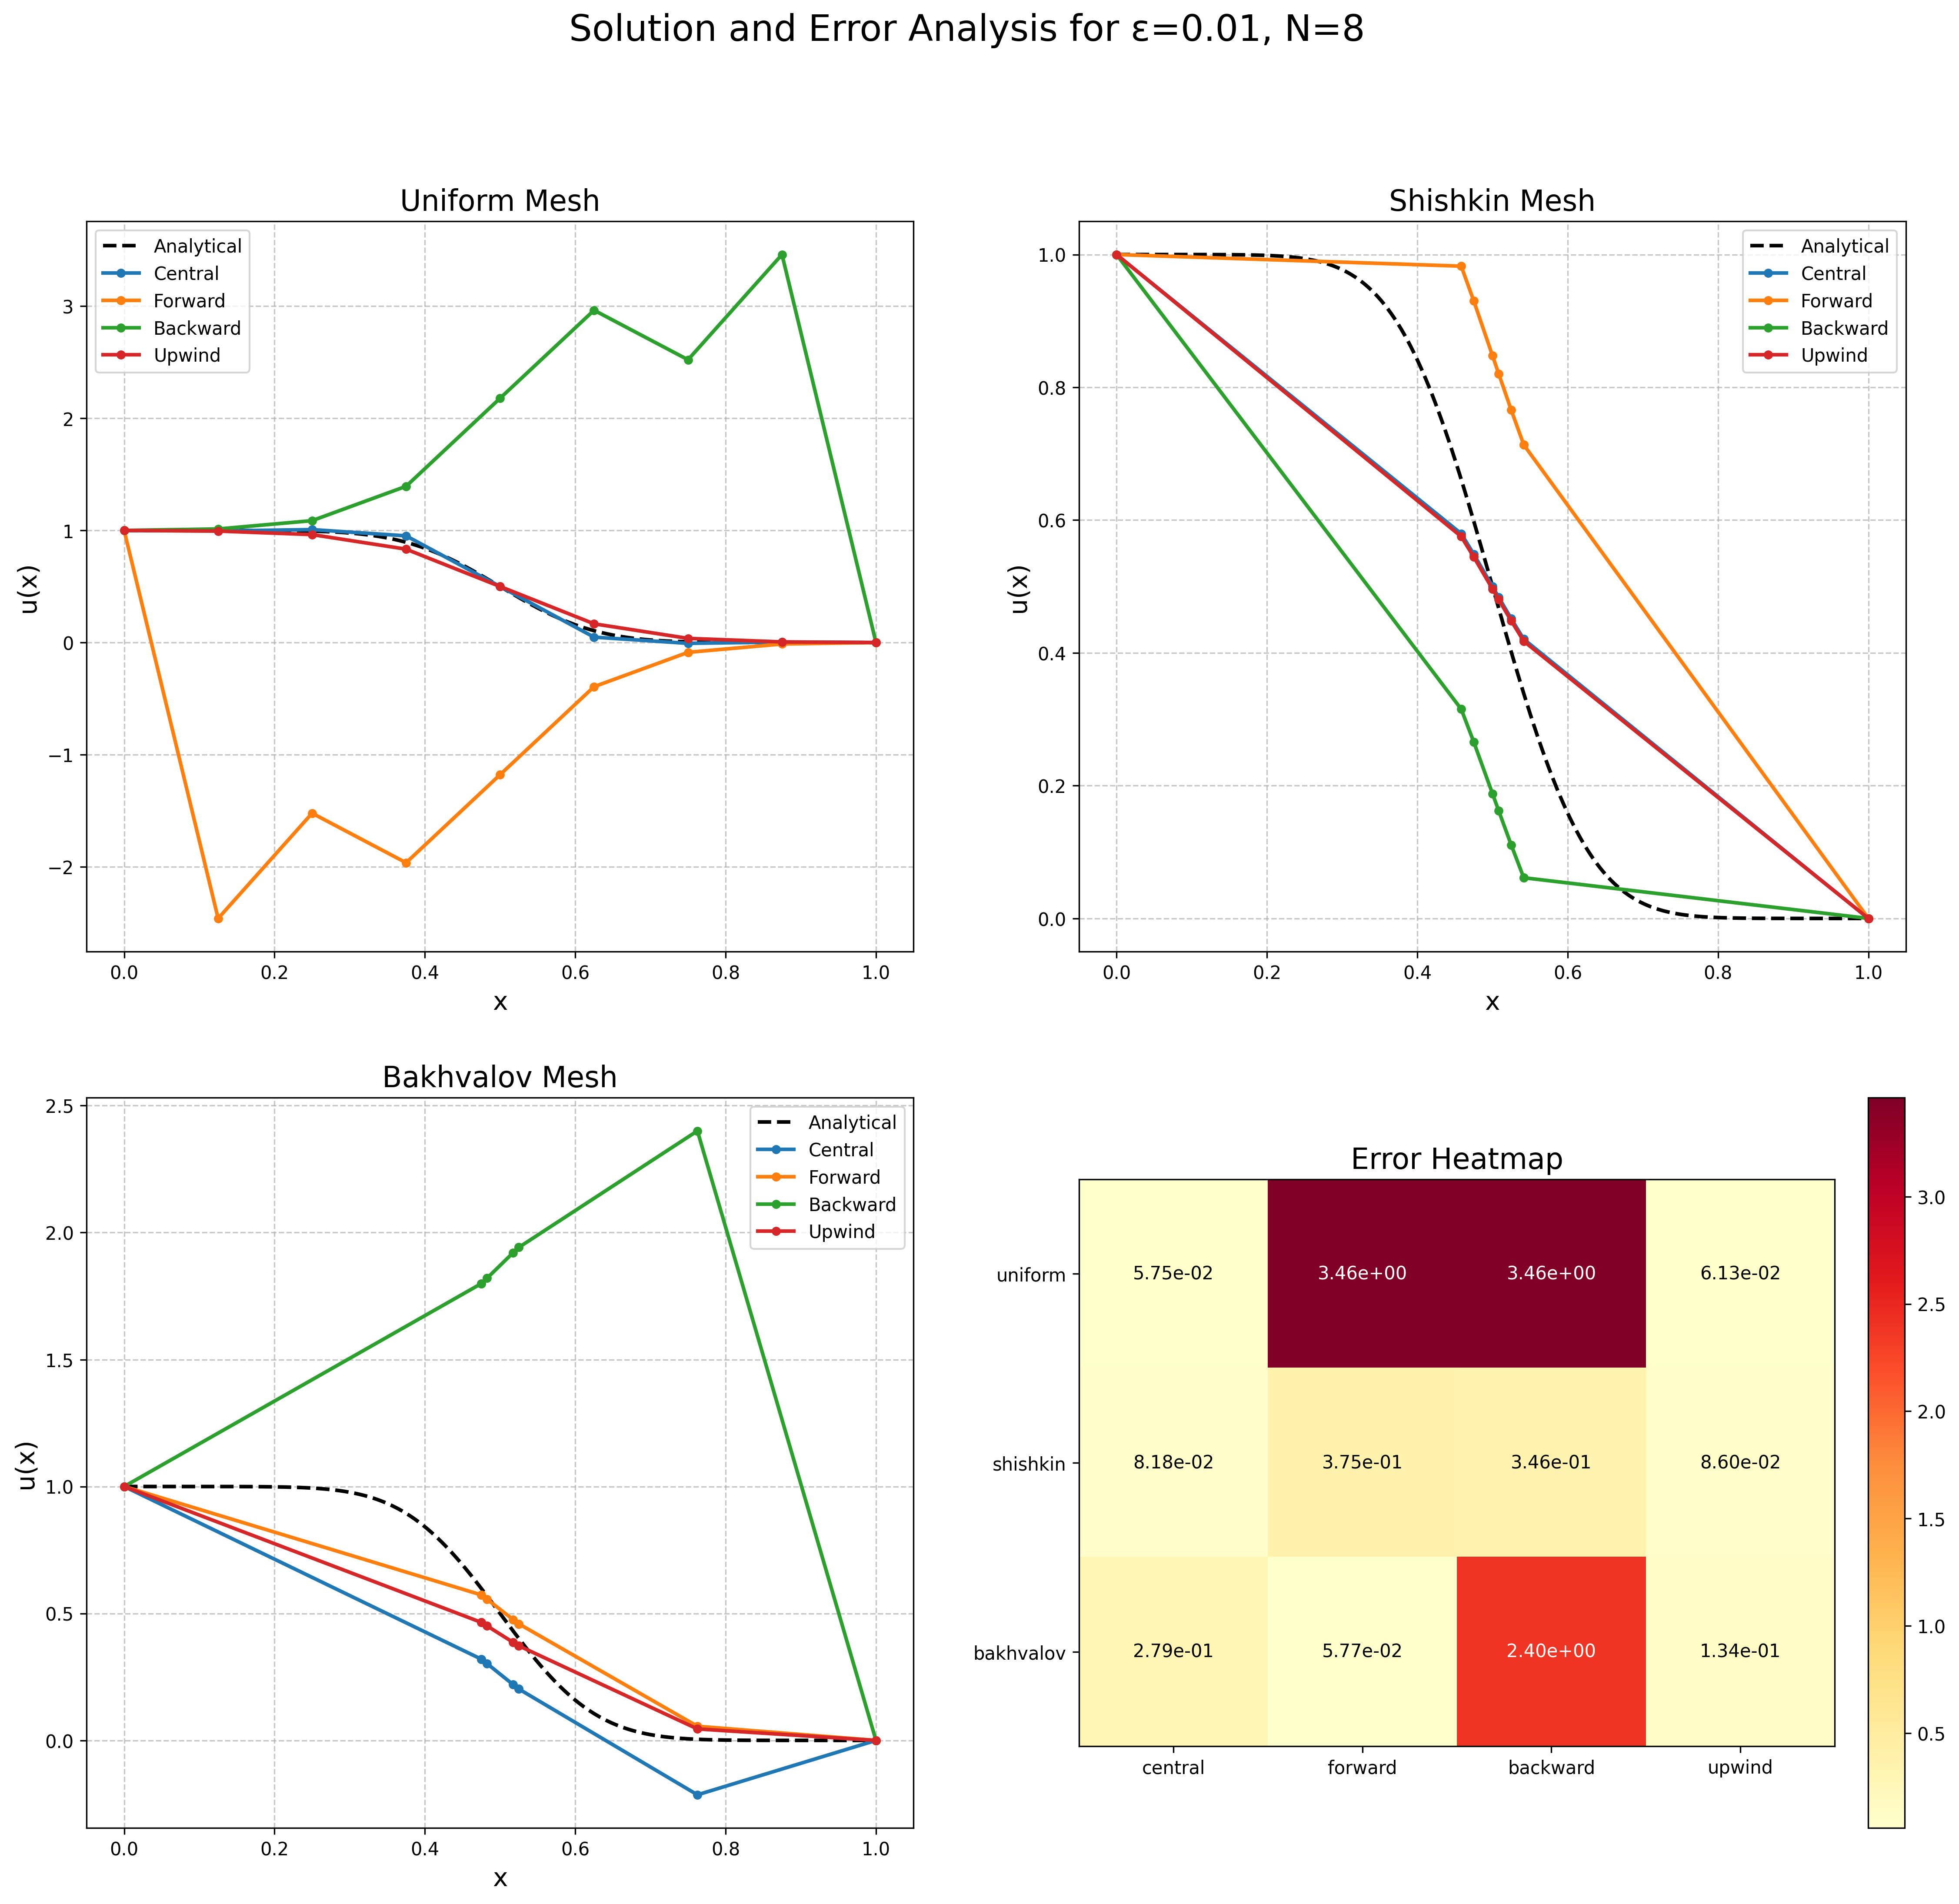 Solution and Error Analysis for ε=0.01, N=8
Uniform Mesh
Analytical
Central
Forward
Backward
Upwind
3
2
1
0
−1
−2
u(x)
0.0 0.2 0.4 0.6 0.8 1.0
x
Shishkin Mesh
Analytical
Central
Forward
Backward
Upwind
1.0
0.8
0.6
0.4
0.2
0.0
u(x)
0.0 0.2 0.4 0.6 0.8 1.0
x
Bakhvalov Mesh
Analytical
Central
Forward
Backward
Upwind
2.5
2.0
1.5
1.0
0.5
0.0
u(x)
0.0 0.2 0.4 0.6 0.8 1.0
x
Error Heatmap
uniform 5.75e-02 3.46e+00 3.46e+00 6.13e-02
shishkin 8.18e-02 3.75e-01 3.46e-01 8.60e-02
bakhvalov 2.79e-01 5.77e-02 2.40e+00 1.34e-01
central forward backward upwind
3.0
2.5
2.0
1.5
1.0
0.5